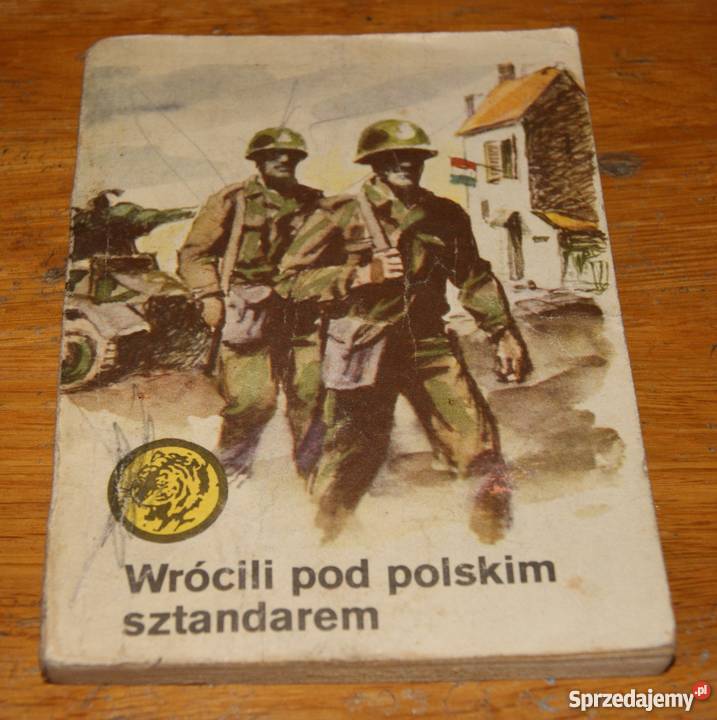 Wrócili pod polskim
sztandarem
Sprzedajemy.pl